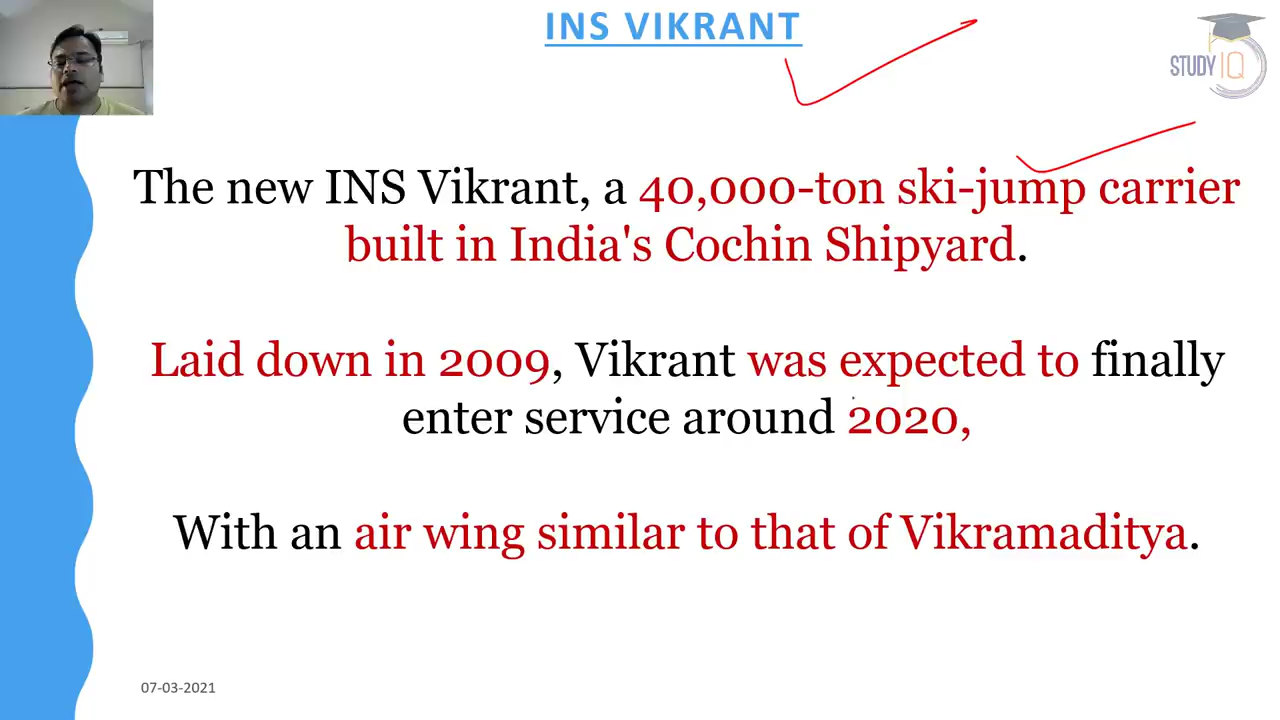 INS VIKRANT
STUDY IQ
The new INS Vikrant, a 40,000-ton ski-jump carrier
built in India's Cochin Shipyard.
Laid down in 2009, Vikrant was expected to finally
enter service around 2020,
With an air wing similar to that of Vikramaditya.
07-03-2021